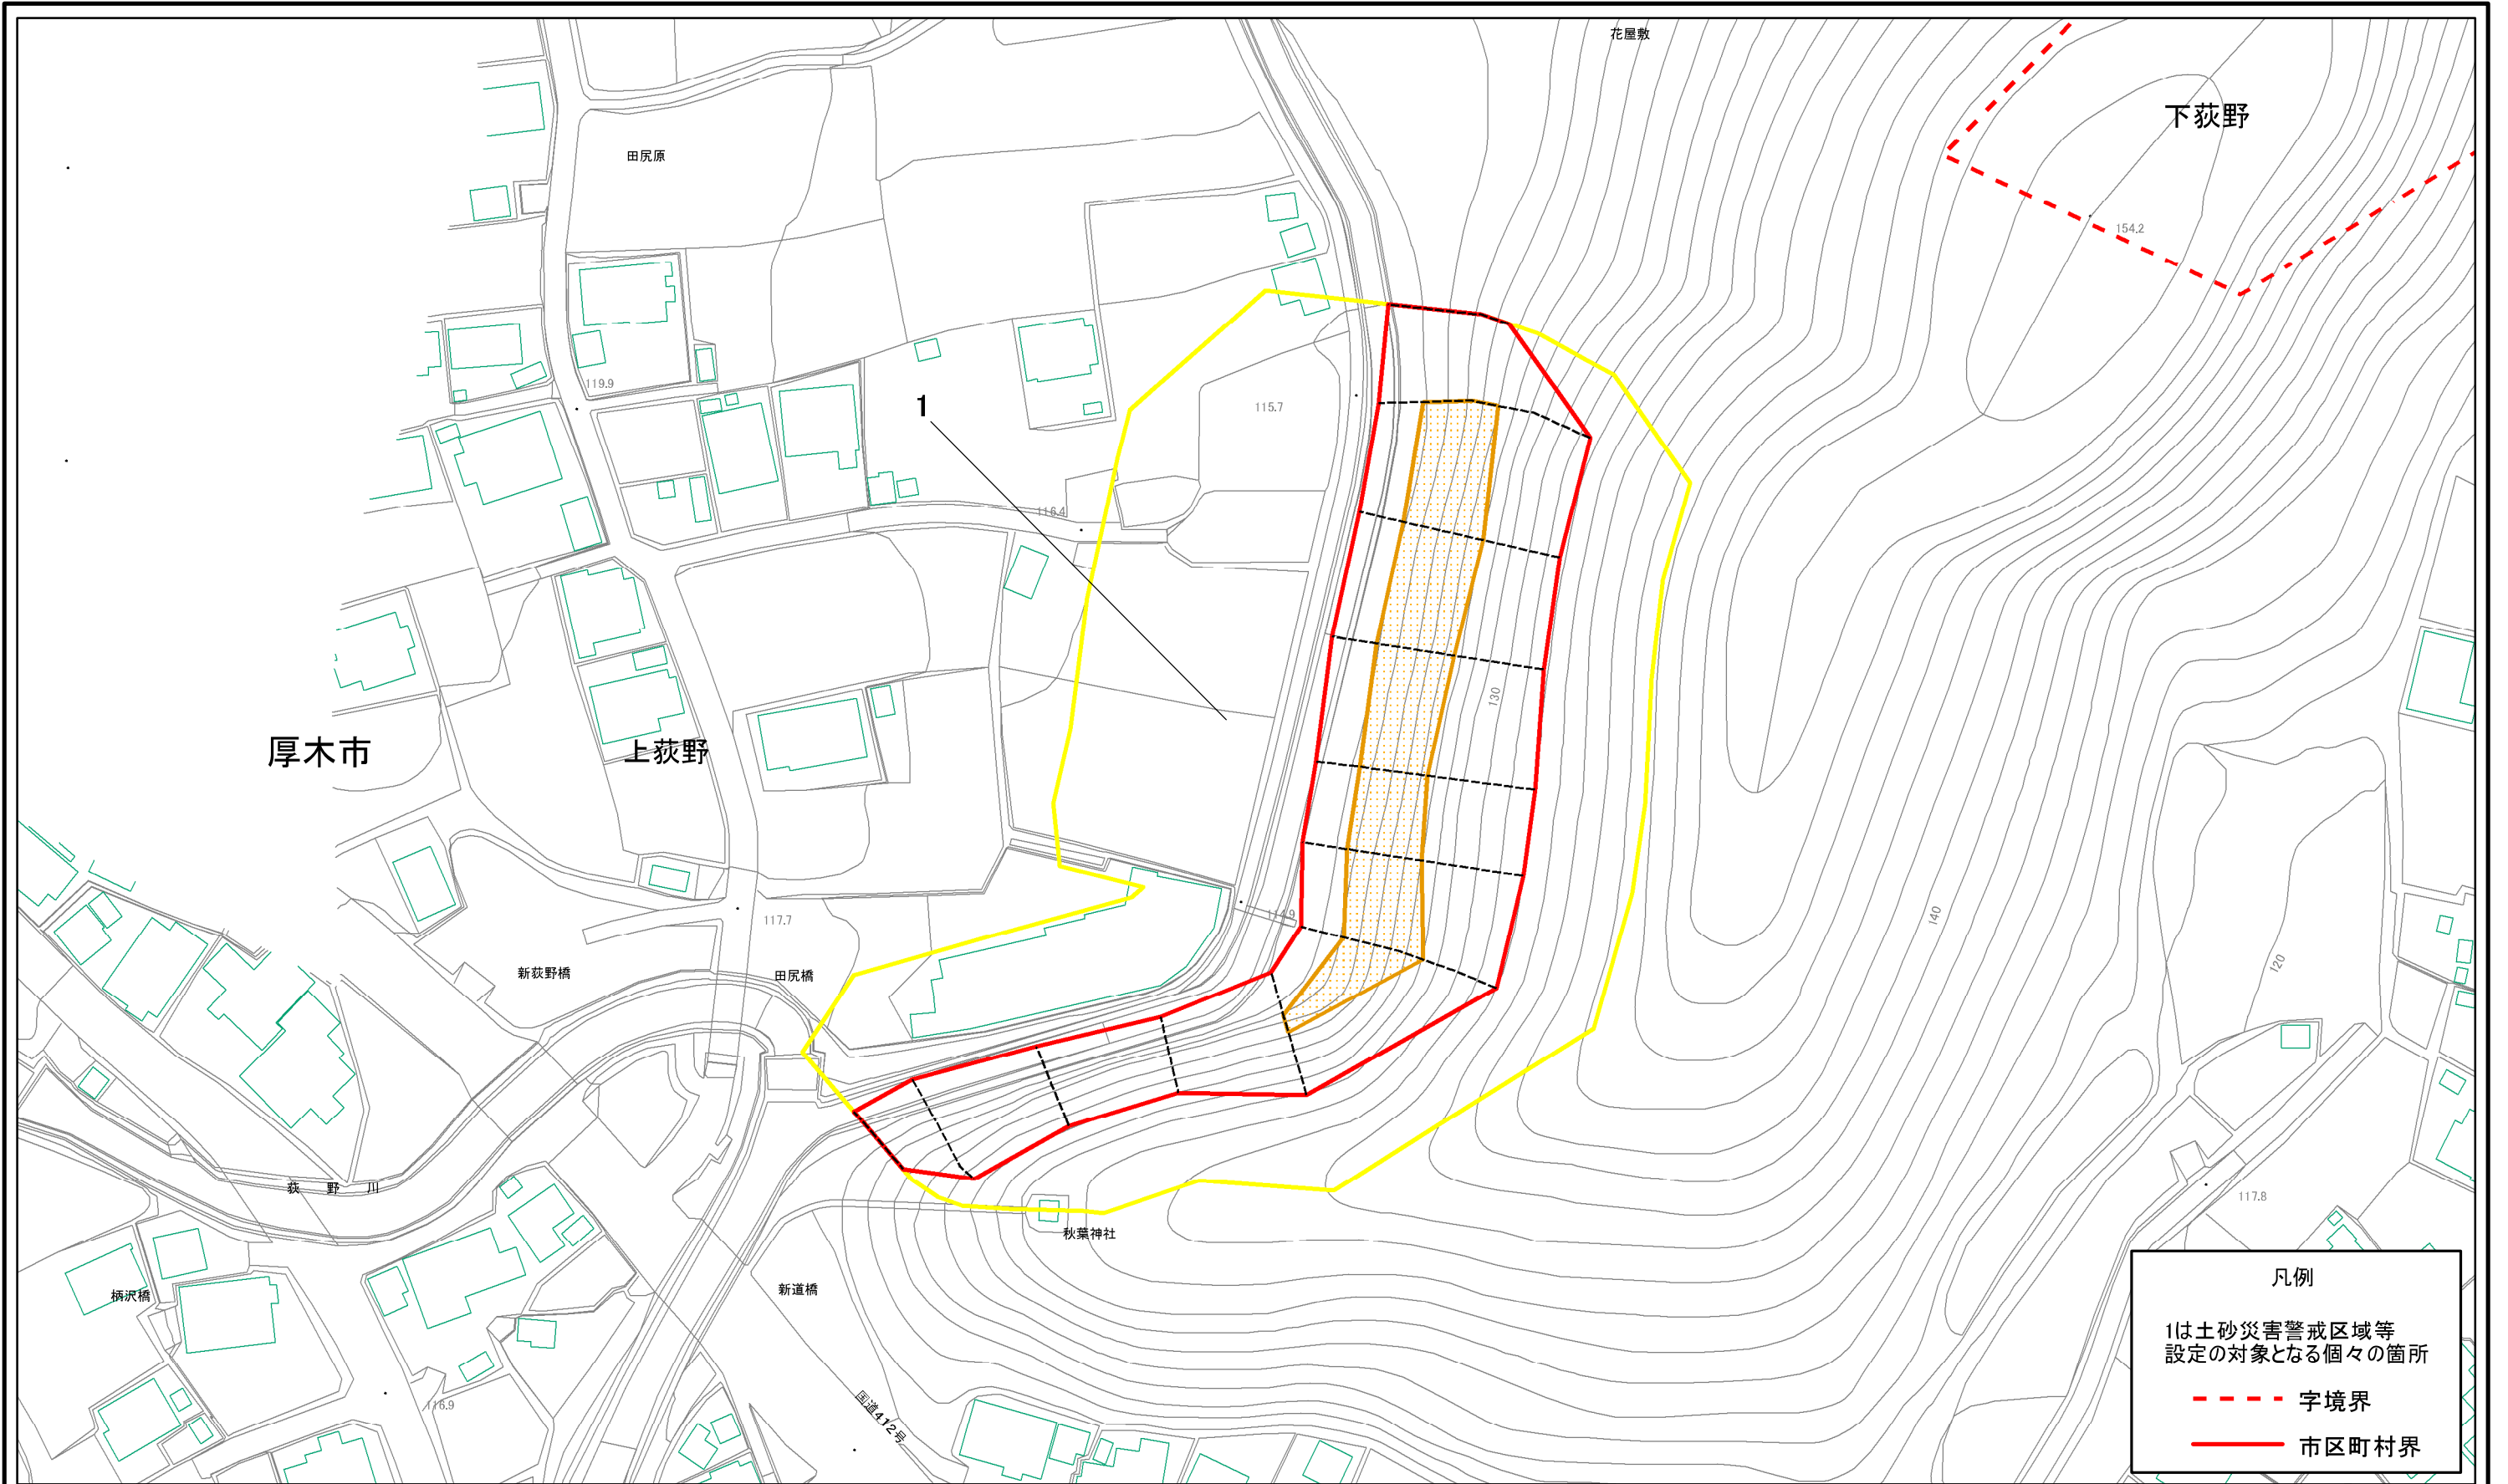 花屋敷
下荻野
田尻原
154.2
119.9
1
115.7
116.4
130
厚木市
上荻野
117.7
114.9
140
新荻野橋
田尻橋
120
荻野川
117.8
秋葉神社
新道橋
柄沢橋
国道412号
116.9
凡例
1は土砂災害警戒区域等
設定の対象となる個々の箇所
字境界
市区町村界